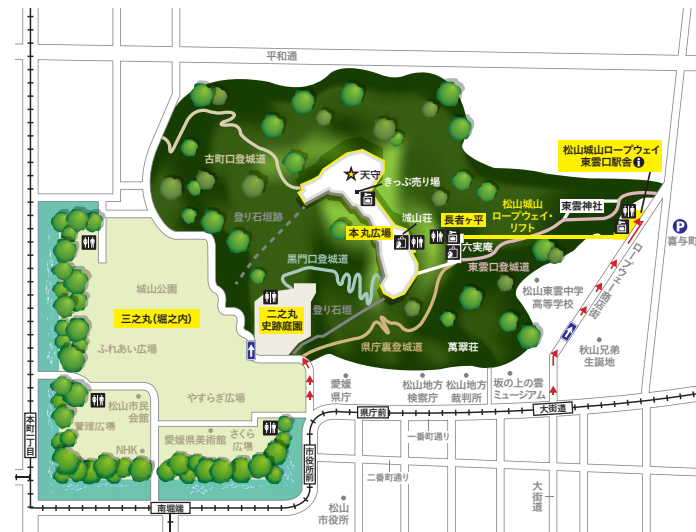 平和通
松山城山ロープウェイ
東雲口駅舎
古町口登城道
天守
きっぷ売り場
松山城山
ロープウェイ・
リフト
東雲神社
登り石垣跡
城山荘
長者ヶ平
本丸広場
六実庵
喜与町
P
ロープウェイ商店街
黒門口登城道
東雲口登城道
城山公園
三之丸(堀之内)
二之丸
史跡庭園
登り石垣
松山東雲中学
高等学校
ふれあい広場
県庁裏登城道
萬翠荘
秋山兄弟
生誕地
やすらぎ広場
愛媛
県庁
松山地方
検察庁
松山地方
裁判所
坂の上の雲
ミュージアム
松山市民
会館
管理広場
県庁前
大街道
本町一丁目
NHK
愛媛県美術館
さくら
広場
市役所前
一番町通り
二番町通り
大街道
南堀端
松山
市役所